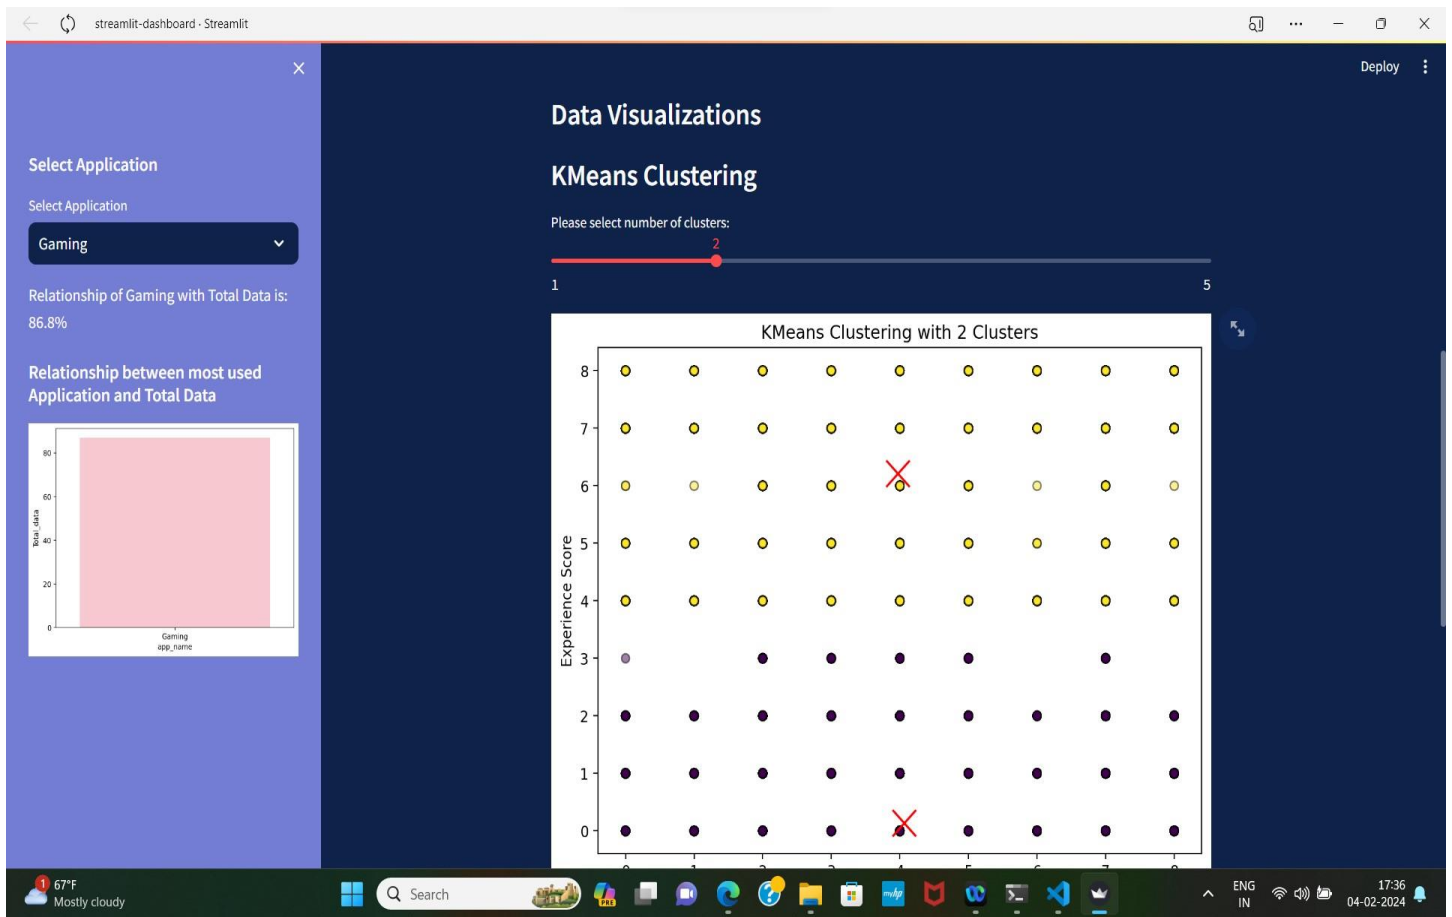 streamlit-dashboard - Streamlit
Deploy
Select Application
Select Application
Gaming
Relationship of Gaming with Total Data is:
86.8%
Relationship between most used
Application and Total Data
80
60
40
20
0
Total_data
Gaming
app_name
Data Visualizations
KMeans Clustering
Please select number of clusters:
2
1 5
KMeans Clustering with 2 Clusters
8
7
6
5
4
3
2
1
0
Experience Score
1
67°F
Mostly cloudy
Search
PRE
myhp
ENG
IN
17:36
04-02-2024